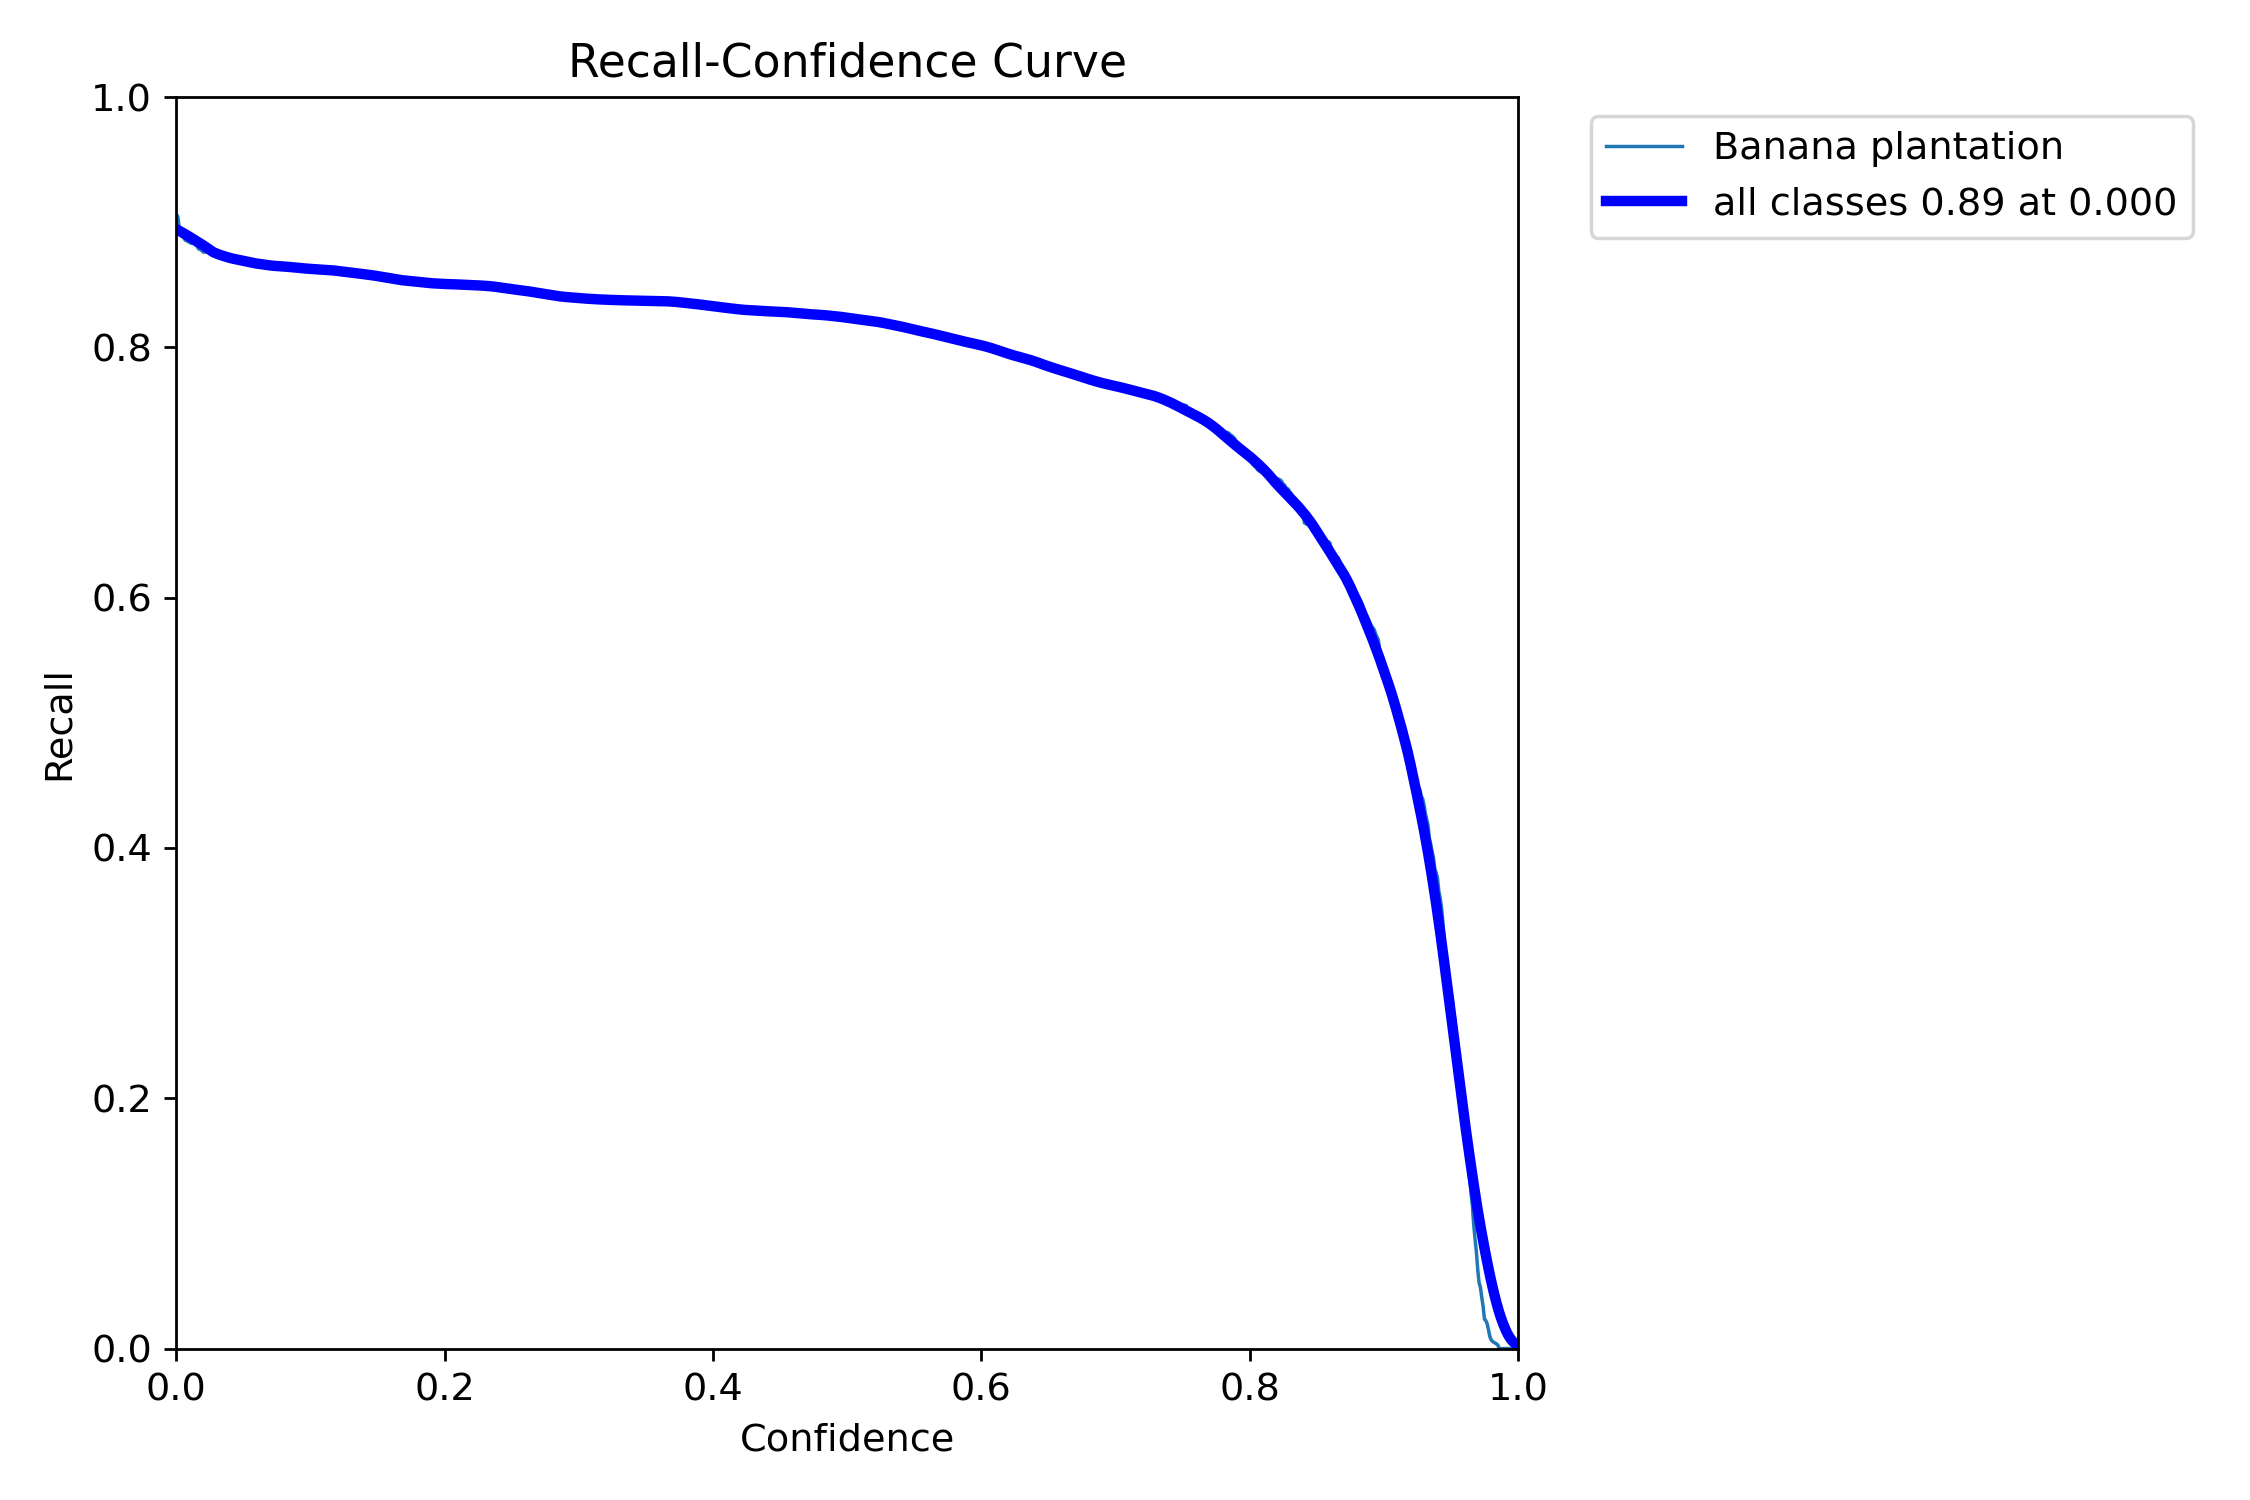 Recall-Confidence Curve
1.0
0.8
0.6
0.4
0.2
0.0
Recall
0.0 0.2 0.4 0.6 0.8 1.0
Confidence
Banana plantation
all classes 0.89 at 0.000